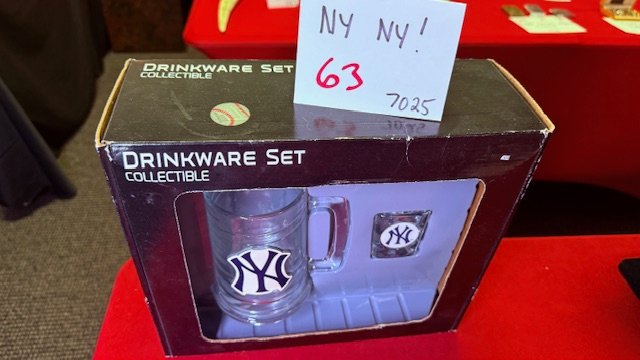 NY NY!
63
7025
DRINKWARE SET
COLLECTIBLE
DRINKWARE SET
COLLECTIBLE
NY
NY